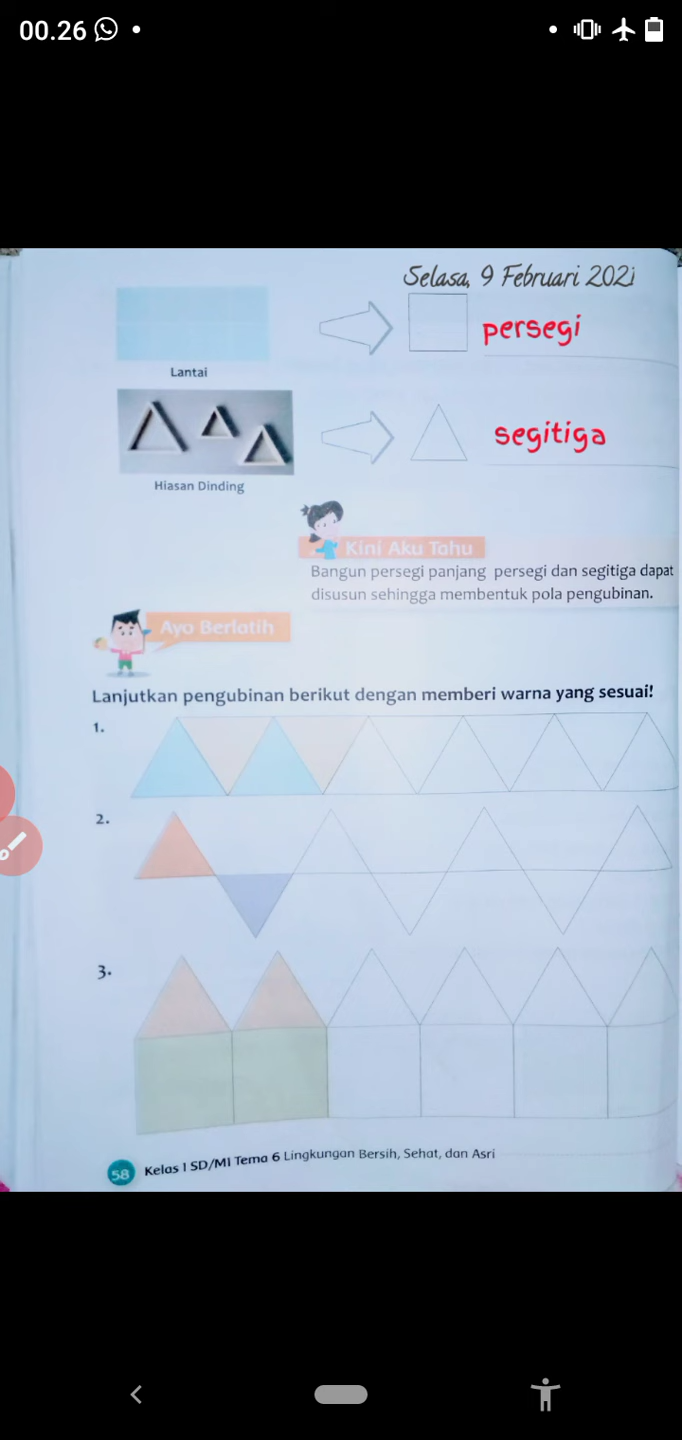 00.26
Selasa, 9 Februari 2021
persegi
Lantai
segitiga
Hiasan Dinding
Kini Aku Tahu
Bangun persegi panjang persegi dan segitiga dapat
disusun sehingga membentuk pola pengubinan.
Ayo Berlatih
Lanjutkan pengubinan berikut dengan memberi warna yang sesuai!
1.
2.
3.
58 Kelas 1 SD/MI Tema 6 Lingkungan Bersih, Sehat, dan Asri